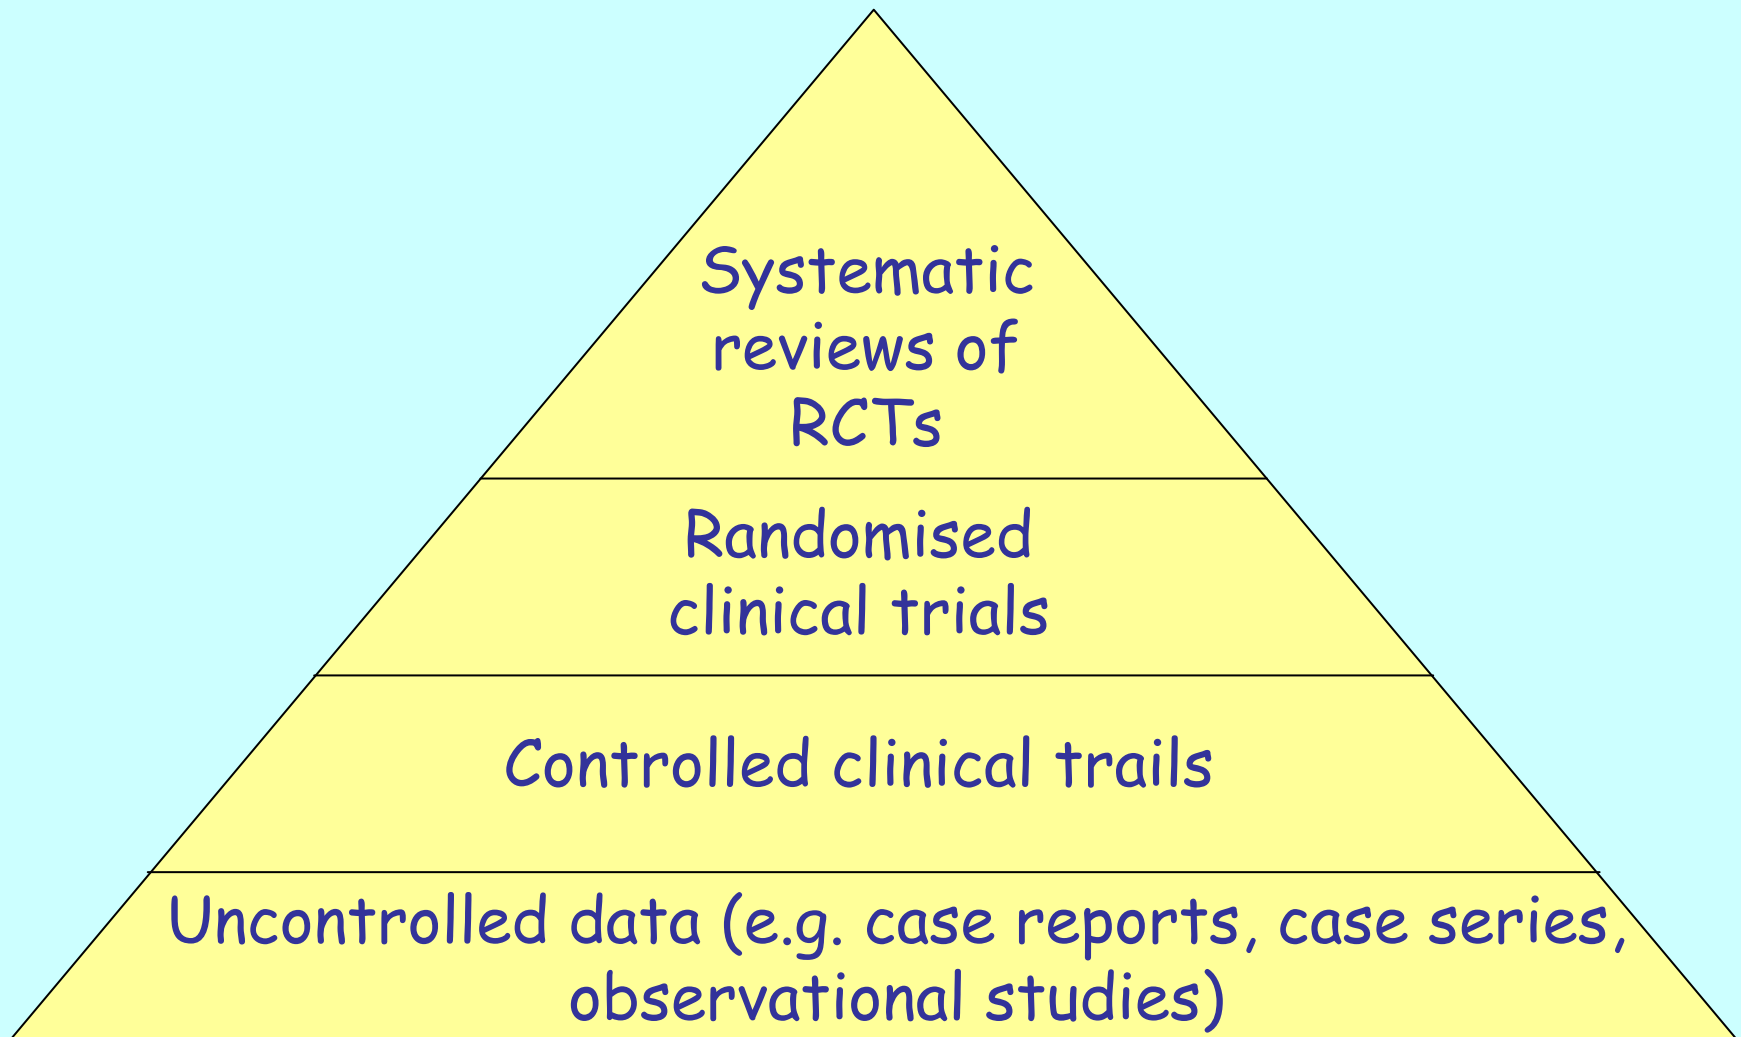 Systematic
reviews of
RCTs
Randomised
clinical trials
Controlled clinical trails
Uncontrolled data (e.g. case reports, case series,
observational studies)